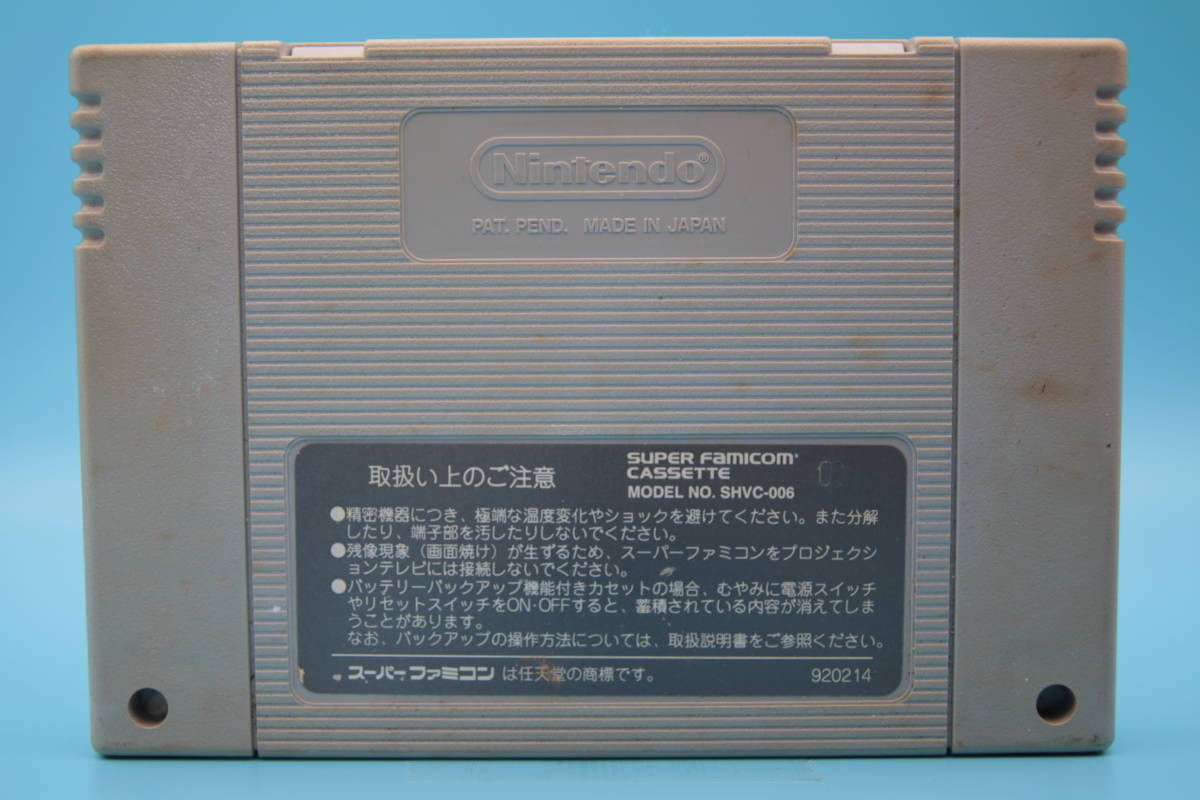 Nintendo®
PAT. PEND. MADE IN JAPAN
取扱い上のご注意
SUPER FAMICOM
CASSETTE
MODEL NO. SHVC-006
●精密機器につき、極端な温度変化やショックを避けてください。また分解
したり、端子部を汚したりしないでください。
●残像現象(画面焼け)が生ずるため、スーパーファミコンをプロジェクシ
ョンテレビには接続しないでください。
●バッテリーバックアップ機能付きカセットの場合、むやみに電源スイッチ
やリセットスイッチをON・OFFすると、蓄積されている内容が消えてしま
うことがあります。
なお、バックアップの操作方法については、取扱説明書をご参照ください。
スーパーファミコン は任天堂の商標です。
920214